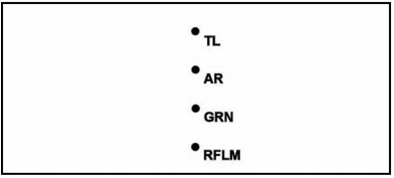 • TL
• AR
• GRN
• RFLM